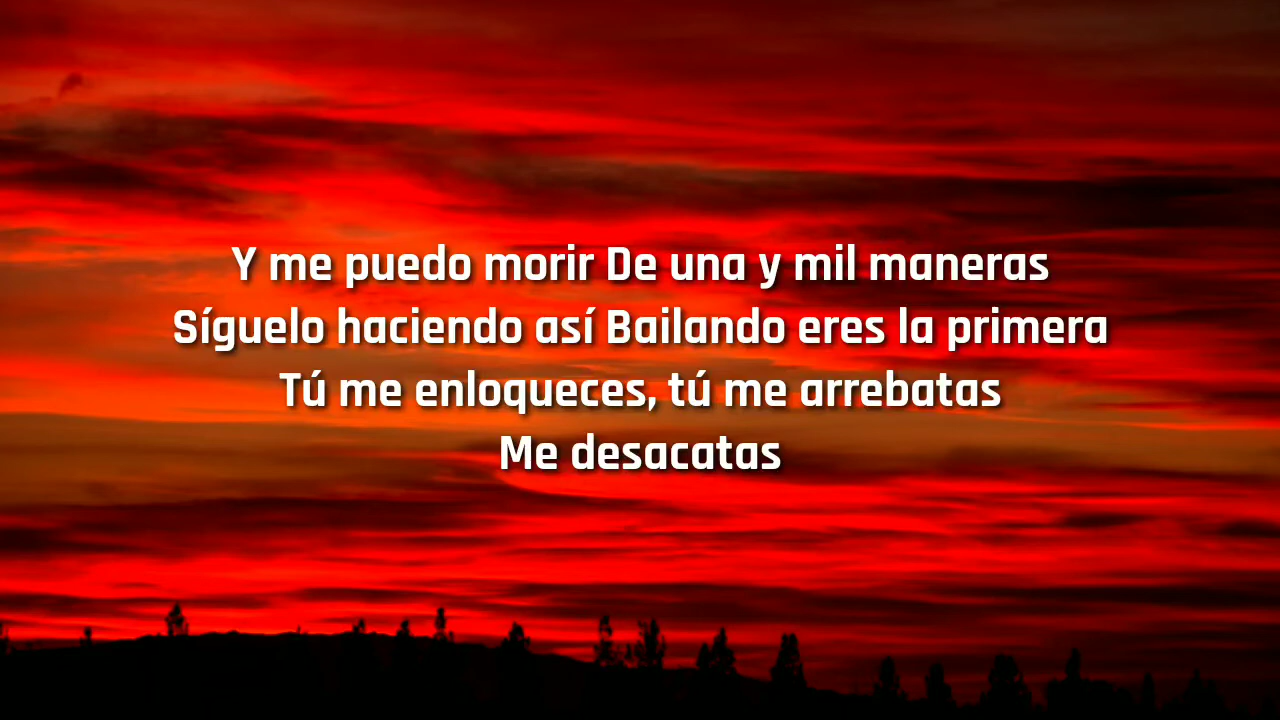 Y me puedo morir De una y mil maneras
Síguelo haciendo así Bailando eres la primera
Tú me enloqueces, tú me arrebatas
Me desacatas